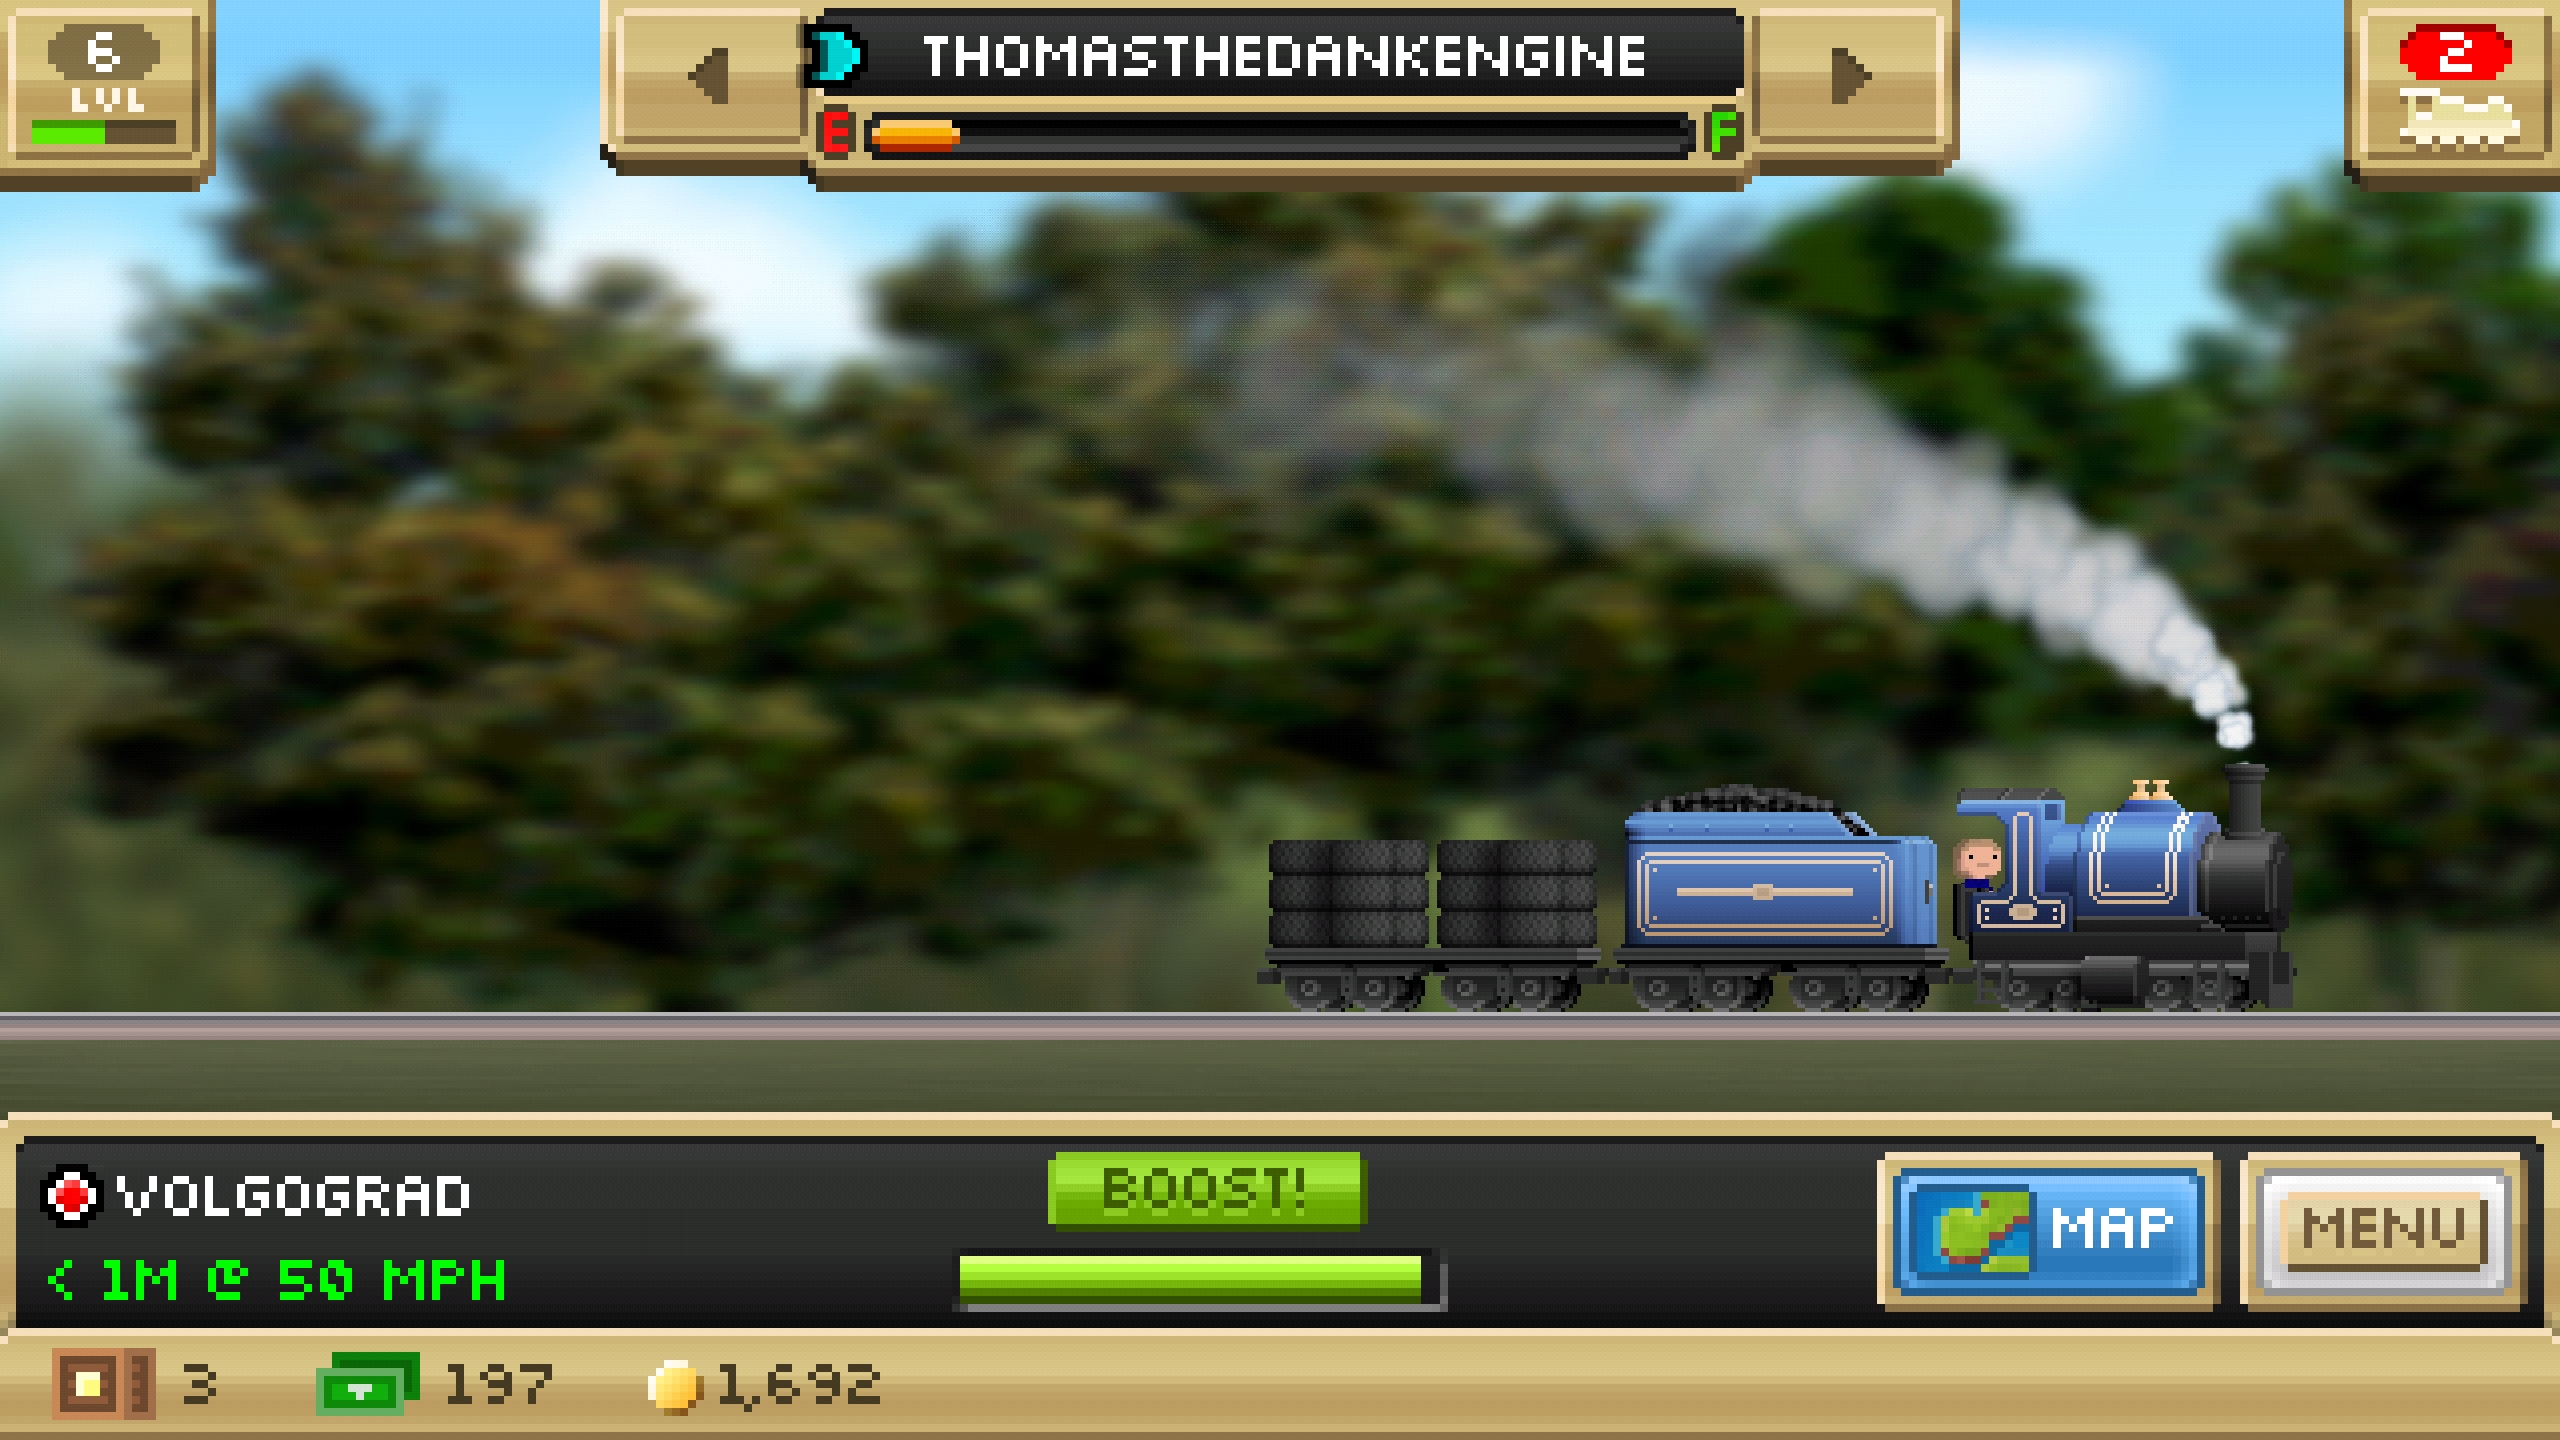 6
LVL
THOMASTHEDANKENGINE
E F
2
VOLGOGRAD
< 1M @ 50 MPH
BOOST!
MAP
MENU
3 197 1,692